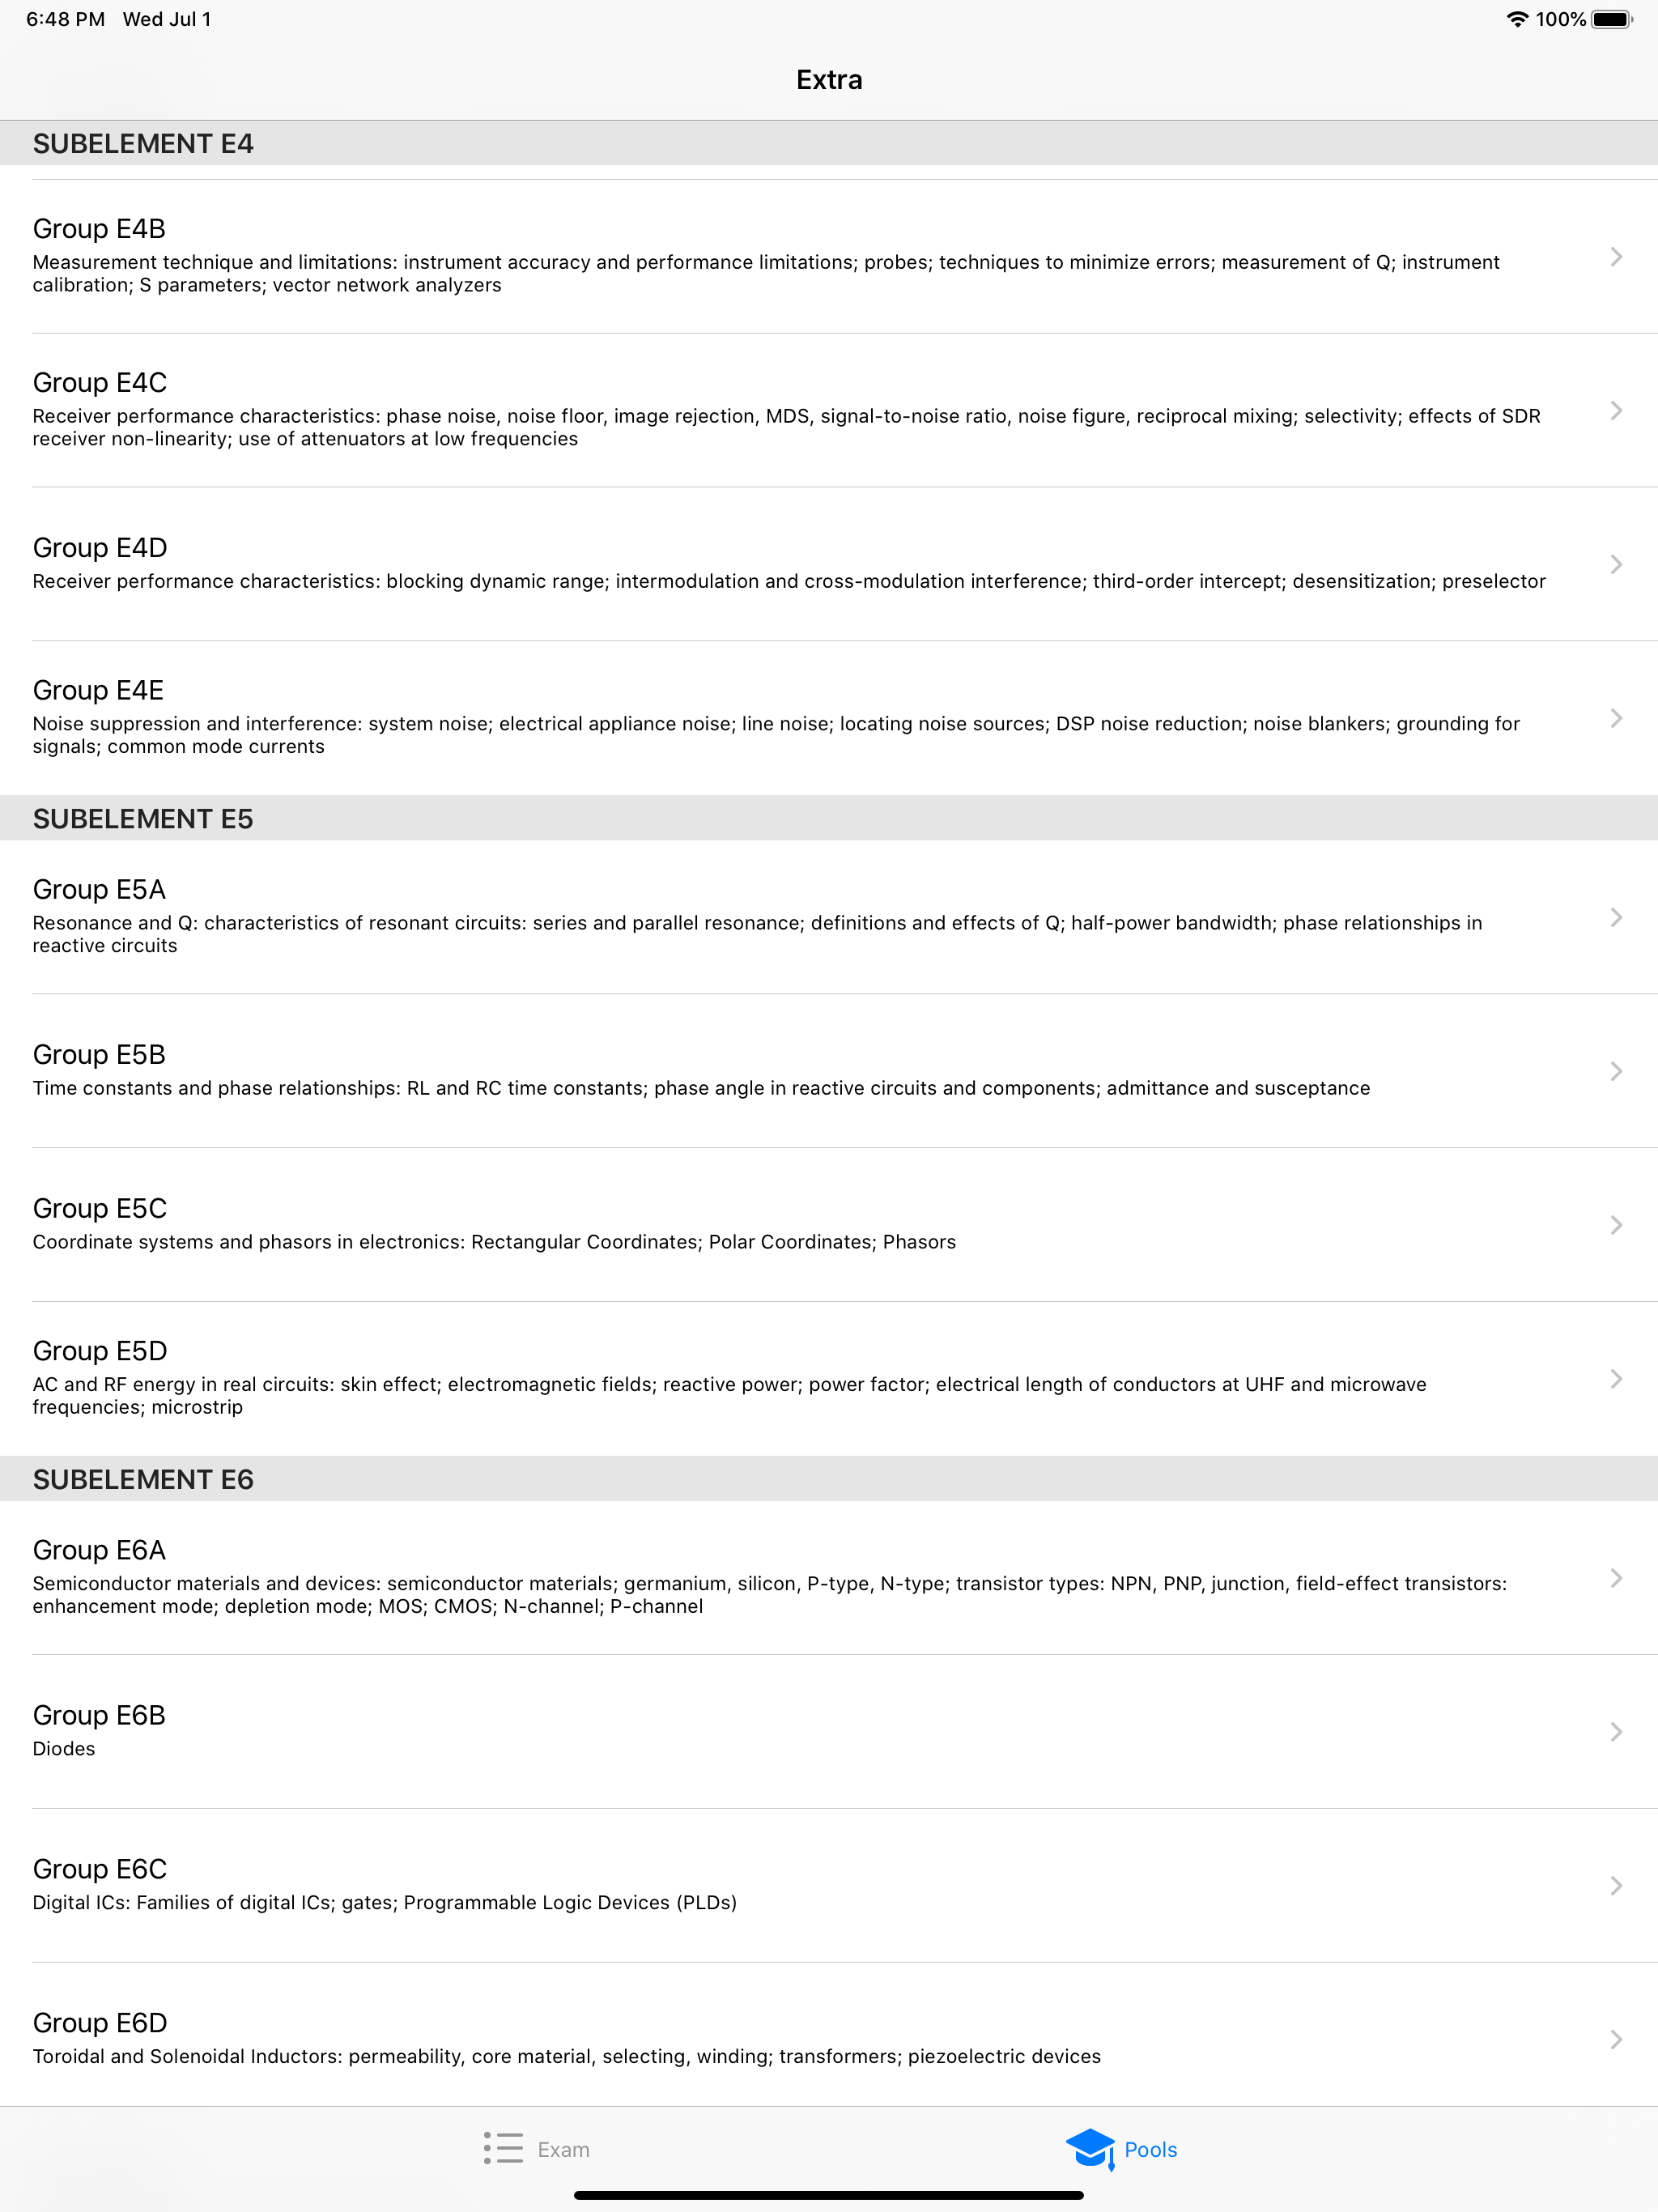 6:48 PM Wed Jul 1
100%
Extra
SUBELEMENT E4
Group E4B
Measurement technique and limitations: instrument accuracy and performance limitations; probes; techniques to minimize errors; measurement of Q; instrument
calibration; S parameters; vector network analyzers
Group E4C
Receiver performance characteristics: phase noise, noise floor, image rejection, MDS, signal-to-noise ratio, noise figure, reciprocal mixing; selectivity; effects of SDR
receiver non-linearity; use of attenuators at low frequencies
Group E4D
Receiver performance characteristics: blocking dynamic range; intermodulation and cross-modulation interference; third-order intercept; desensitization; preselector
Group E4E
Noise suppression and interference: system noise; electrical appliance noise; line noise; locating noise sources; DSP noise reduction; noise blankers; grounding for
signals; common mode currents
SUBELEMENT E5
Group E5A
Resonance and Q: characteristics of resonant circuits: series and parallel resonance; definitions and effects of Q; half-power bandwidth; phase relationships in
reactive circuits
Group E5B
Time constants and phase relationships: RL and RC time constants; phase angle in reactive circuits and components; admittance and susceptance
Group E5C
Coordinate systems and phasors in electronics: Rectangular Coordinates; Polar Coordinates; Phasors
Group E5D
AC and RF energy in real circuits: skin effect; electromagnetic fields; reactive power; power factor; electrical length of conductors at UHF and microwave
frequencies; microstrip
SUBELEMENT E6
Group E6A
Semiconductor materials and devices: semiconductor materials; germanium, silicon, P-type, N-type; transistor types: NPN, PNP, junction, field-effect transistors:
enhancement mode; depletion mode; MOS; CMOS; N-channel; P-channel
Group E6B
Diodes
Group E6C
Digital ICs: Families of digital ICs; gates; Programmable Logic Devices (PLDs)
Group E6D
Toroidal and Solenoidal Inductors: permeability, core material, selecting, winding; transformers; piezoelectric devices
Exam
Pools